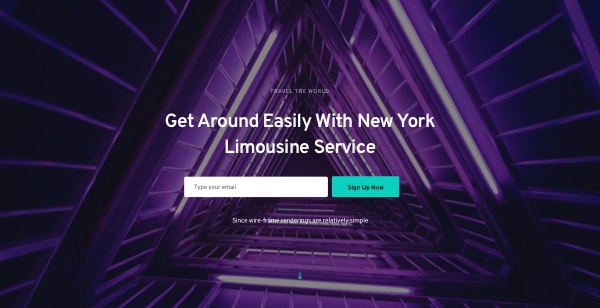 TRAVEL THE WORLD
Get Around Easily With New York
Limousine Service
Type your email
Sign Up Now
Since wire-frame renderings are relatively simple